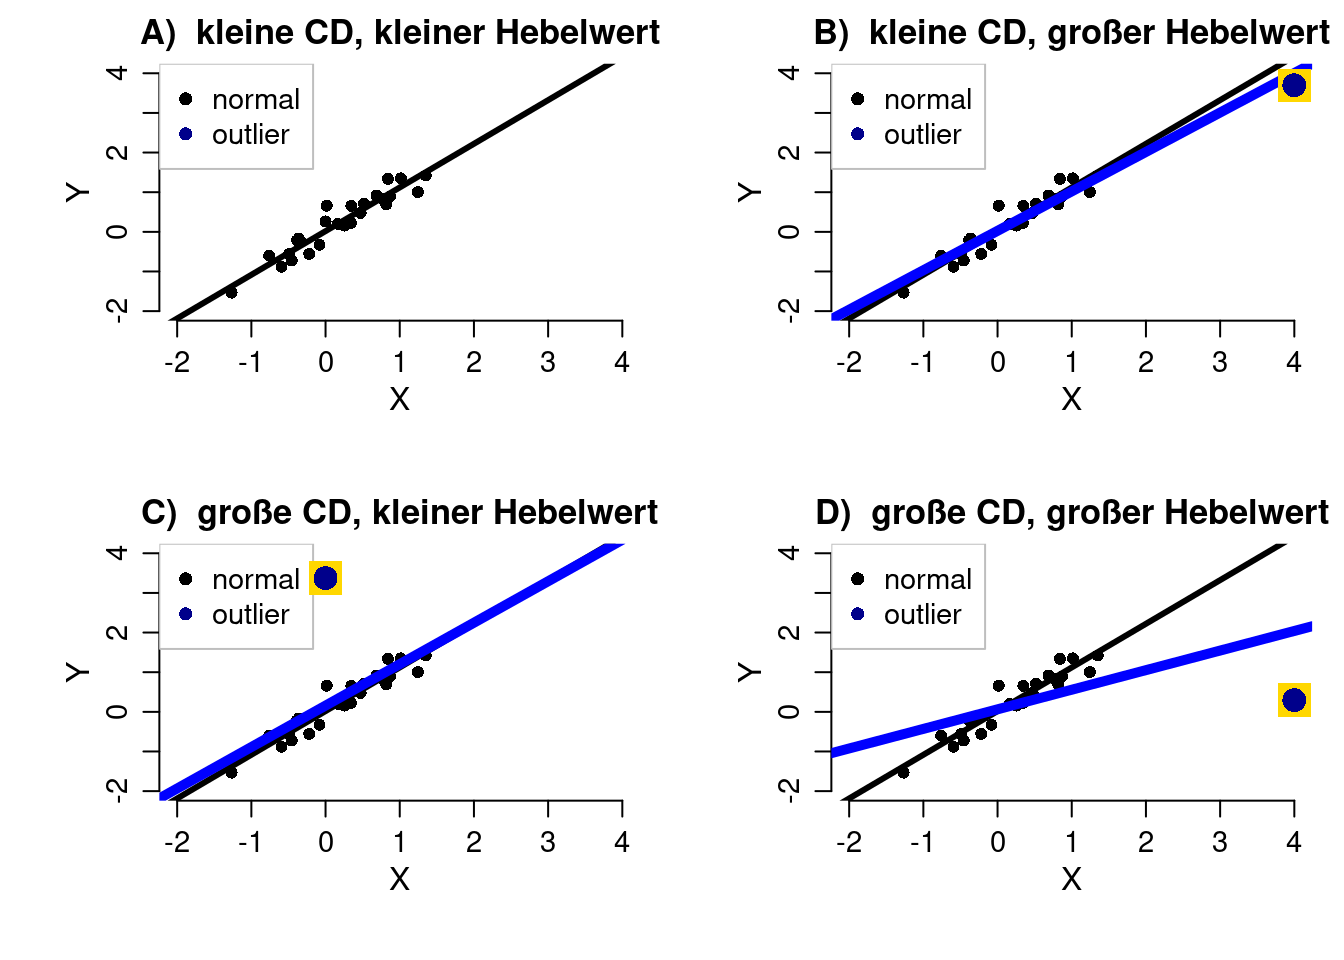 A)  kleine CD, kleiner Hebelwert
normal
outlier
Y
-2 0 2 4
-2 -1 0 1 2 3 4
X
B)  kleine CD, großer Hebelwert
normal
outlier
Y
-2 0 2 4
-2 -1 0 1 2 3 4
X
C)  große CD, kleiner Hebelwert
normal
outlier
Y
-2 0 2 4
-2 -1 0 1 2 3 4
X
D)  große CD, großer Hebelwert
normal
outlier
Y
-2 0 2 4
-2 -1 0 1 2 3 4
X